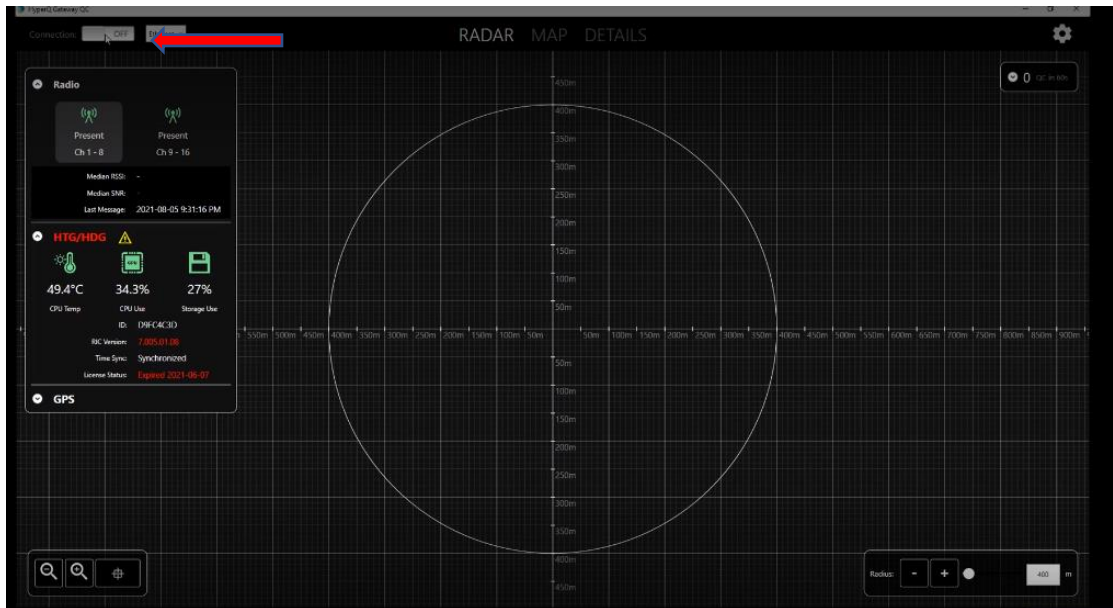 HyperQ Gateway QC
Connection: OFF
RADAR MAP DETAILS
Radio
Present Present
Ch 1 - 8 Ch 9 - 16
Median RSSI: -
Median SNR: -
Last Message: 2021-08-05 9:31:16 PM
HTG/HDG
CPU
49.4°C 34.3% 27%
CPU Temp CPU Use Storage Use
ID: D9FC4C3D
RIC Version: 7.005.01.06
Time Sync: Synchronized
License Status: Expired 2021-06-07
GPS
0 QC in
450m
400m
350m
300m
250m
200m
150m
100m
50m
550m 500m 450m 400m 350m 300m 250m 200m 150m 100m 50m 50m 100m 150m 200m 250m 300m 350m 400m 450m 500m 550m 600m 650m 700m 750m 800m 850m 900m
50m
100m
150m
200m
250m
300m
350m
400m
450m
Radius: - + 400 m